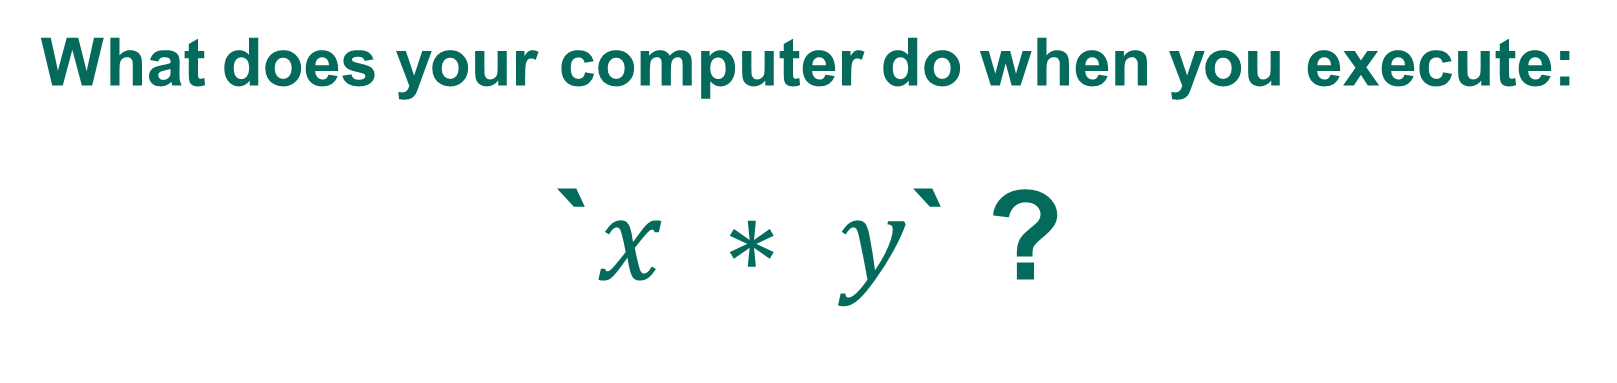 What does your computer do when you execute:
`x * y` ?